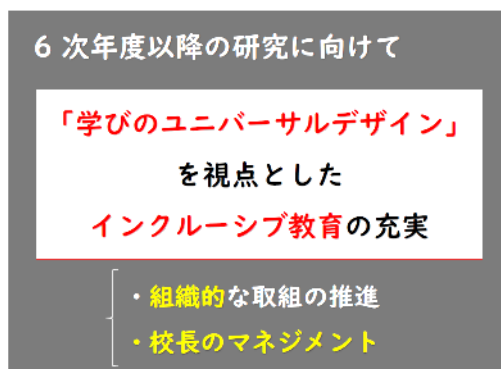 6 次年度以降の研究に向けて
「学びのユニバーサルデザイン」
を視点とした
インクルーシブ教育の充実
・組織的な取組の推進
・校長のマネジメント